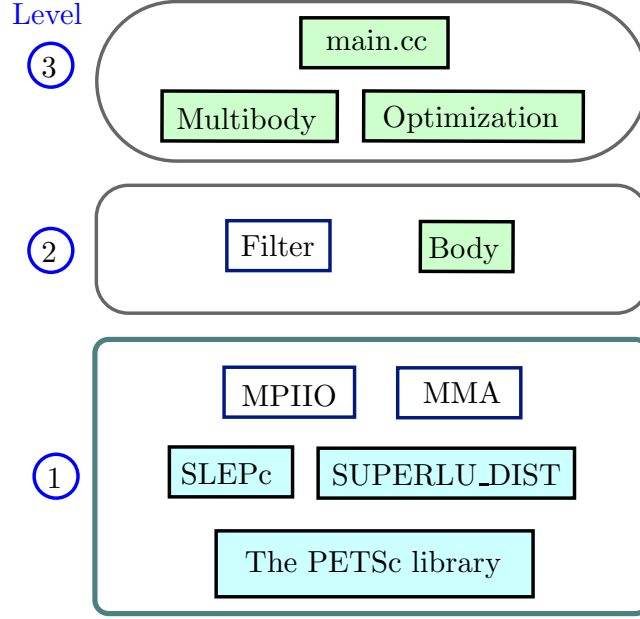 Level
3
main.cc
Multibody
Optimization
2
Filter
Body
1
MPIIO
MMA
SLEPc
SUPERLU_DIST
The PETSc library